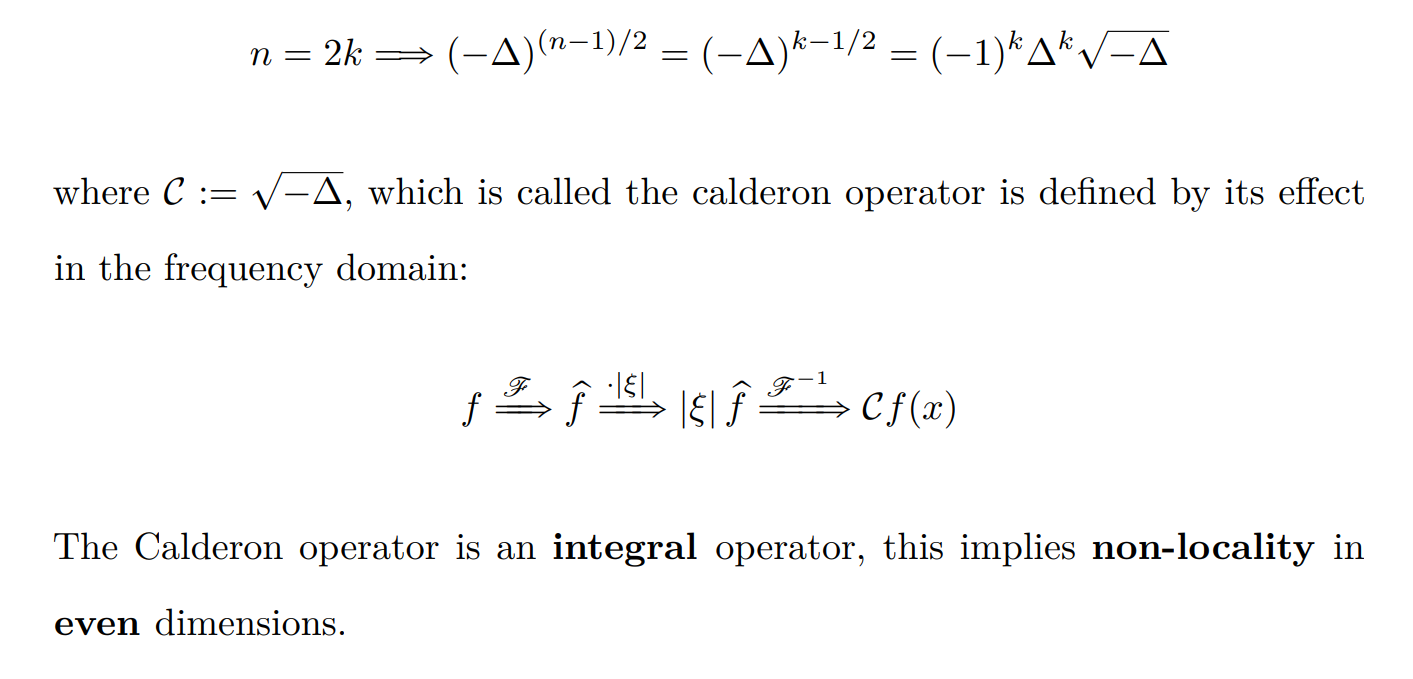 n = 2k ⟹ (−Δ)^{(n−1)/2} = (−Δ)^{k−1/2} = (−1)^k Δ^k √(−Δ)
where 𝒞 := √(−Δ), which is called the calderon operator is defined by its effect
in the frequency domain:
f ⟹^{ℱ} f̂ ⟹^{·|ξ|} |ξ| f̂ ⟹^{ℱ^{−1}} 𝒞f(x)
The Calderon operator is an integral operator, this implies non-locality in
even dimensions.